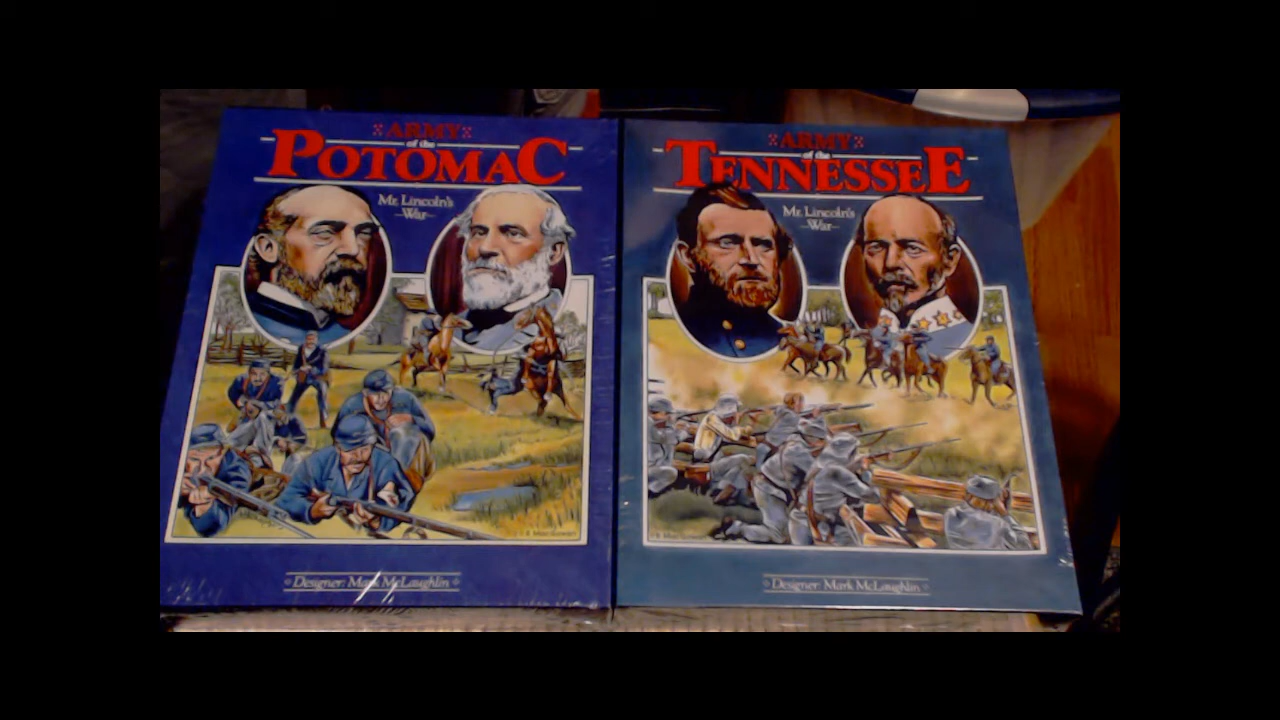 ARMY
of the
POTOMAC
Mr. Lincoln's
War
Designer: Mark McLaughlin
ARMY
of the
TENNESSEE
Mr. Lincoln's
War
Designer: Mark McLaughlin